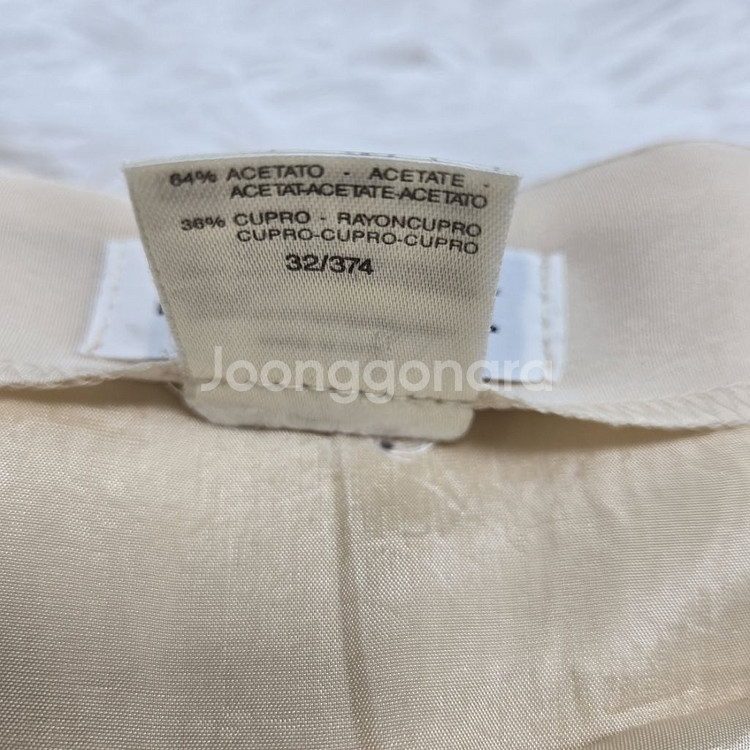 64% ACETATO - ACETATE -
ACETAT-ACETATE-ACETATO
36% CUPRO - RAYONCUPRO
CUPRO-CUPRO-CUPRO
32/374
Joonggonara